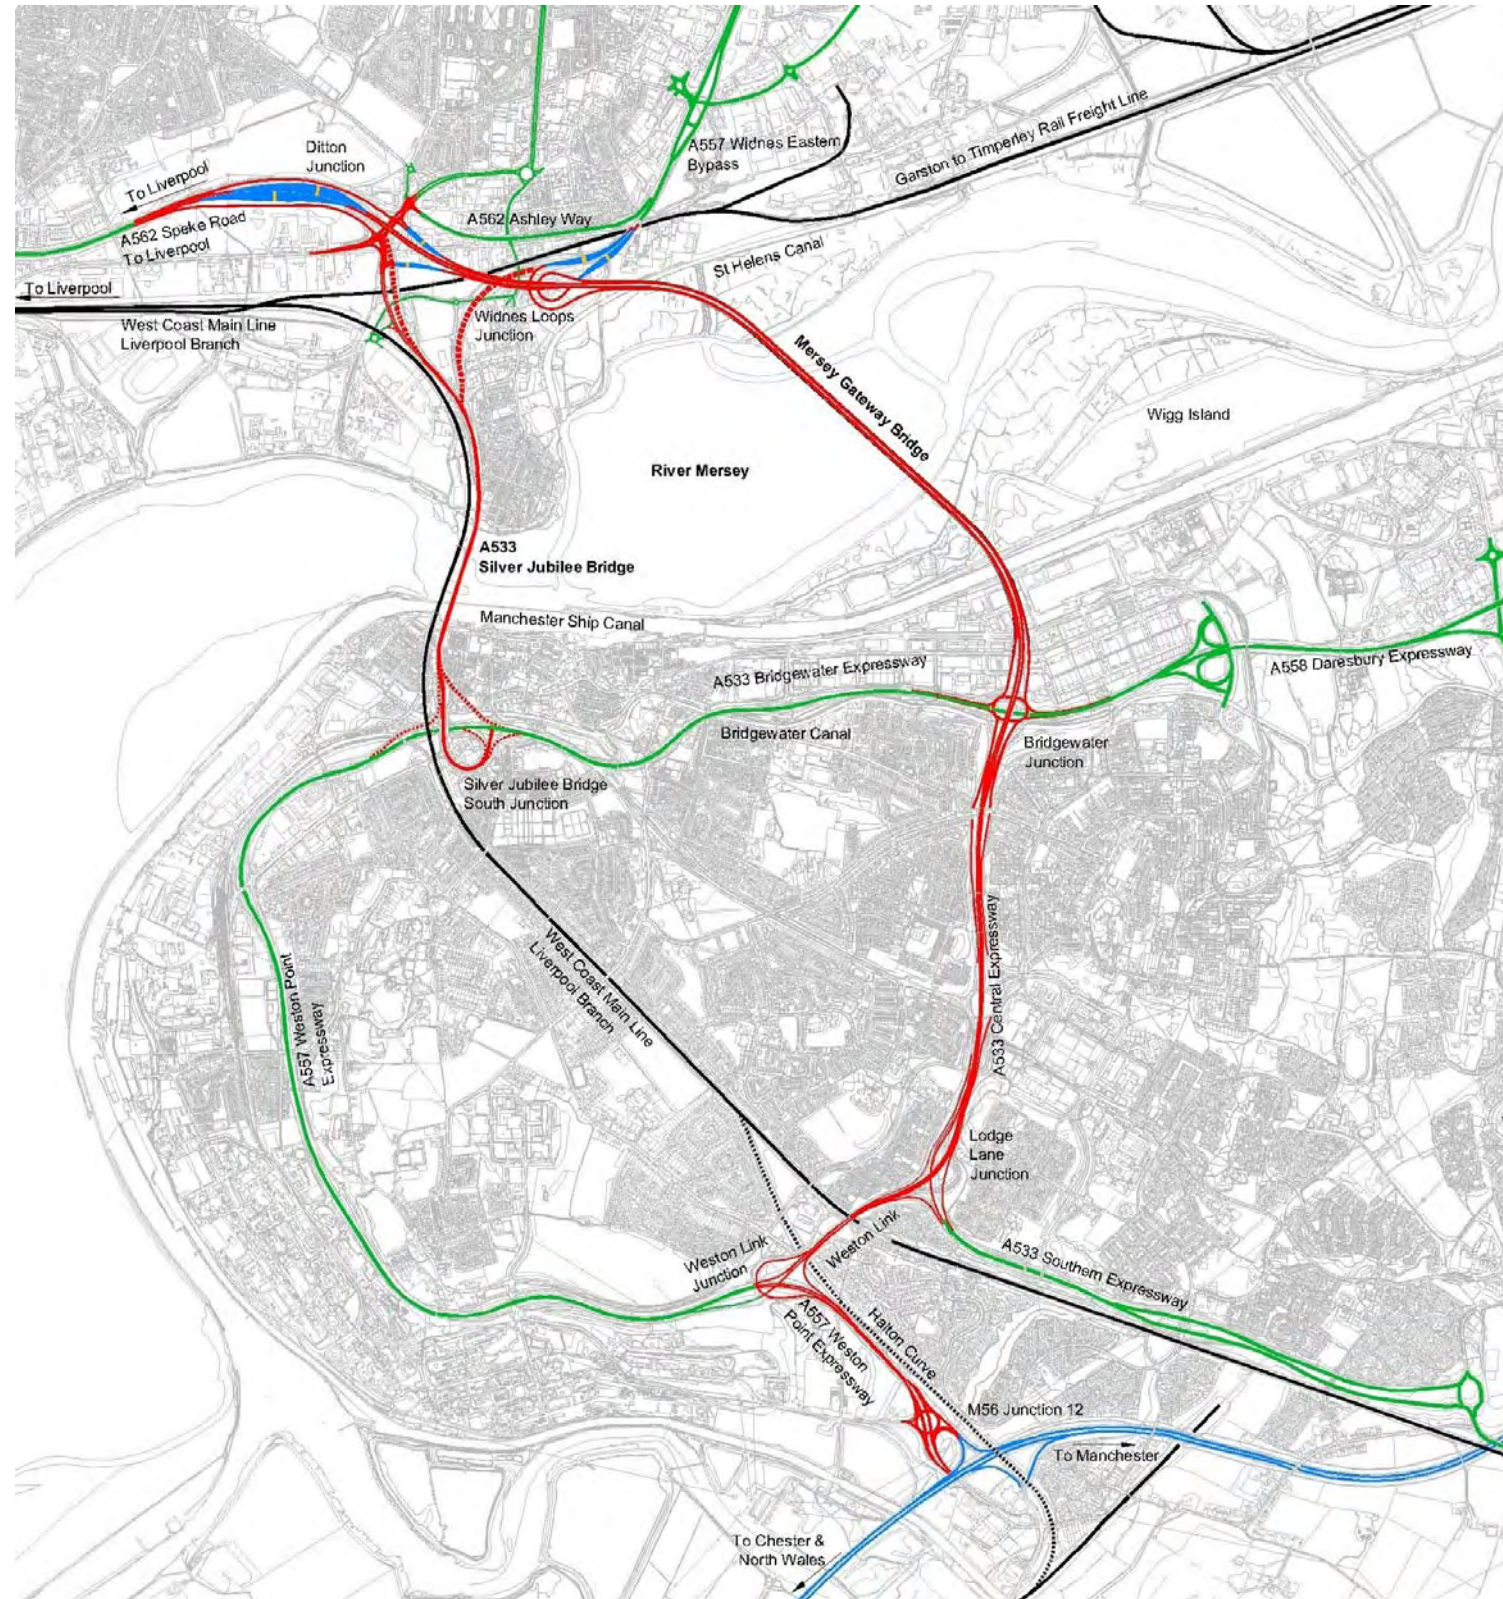 Ditton
Junction
A557 Widnes Eastern
Bypass
Garston to Timperley Rail Freight Line
To Liverpool
A562 Speke Road
To Liverpool
A562 Ashley Way
St Helens Canal
To Liverpool
West Coast Main Line
Liverpool Branch
Widnes Loops
Junction
Mersey Gateway Bridge
Wigg Island
River Mersey
A533
Silver Jubilee Bridge
Manchester Ship Canal
A533 Bridgewater Expressway
A558 Daresbury Expressway
Bridgewater Canal
Bridgewater
Junction
Silver Jubilee Bridge
South Junction
A533 Central Expressway
West Coast Main Line
Liverpool Branch
A557 Weston Point
Expressway
Lodge
Lane
Junction
Weston Link
Junction
Weston Link
A533 Southern Expressway
A557 Weston
Point Expressway
Halton Curve
M56 Junction 12
To Manchester
To Chester &
North Wales